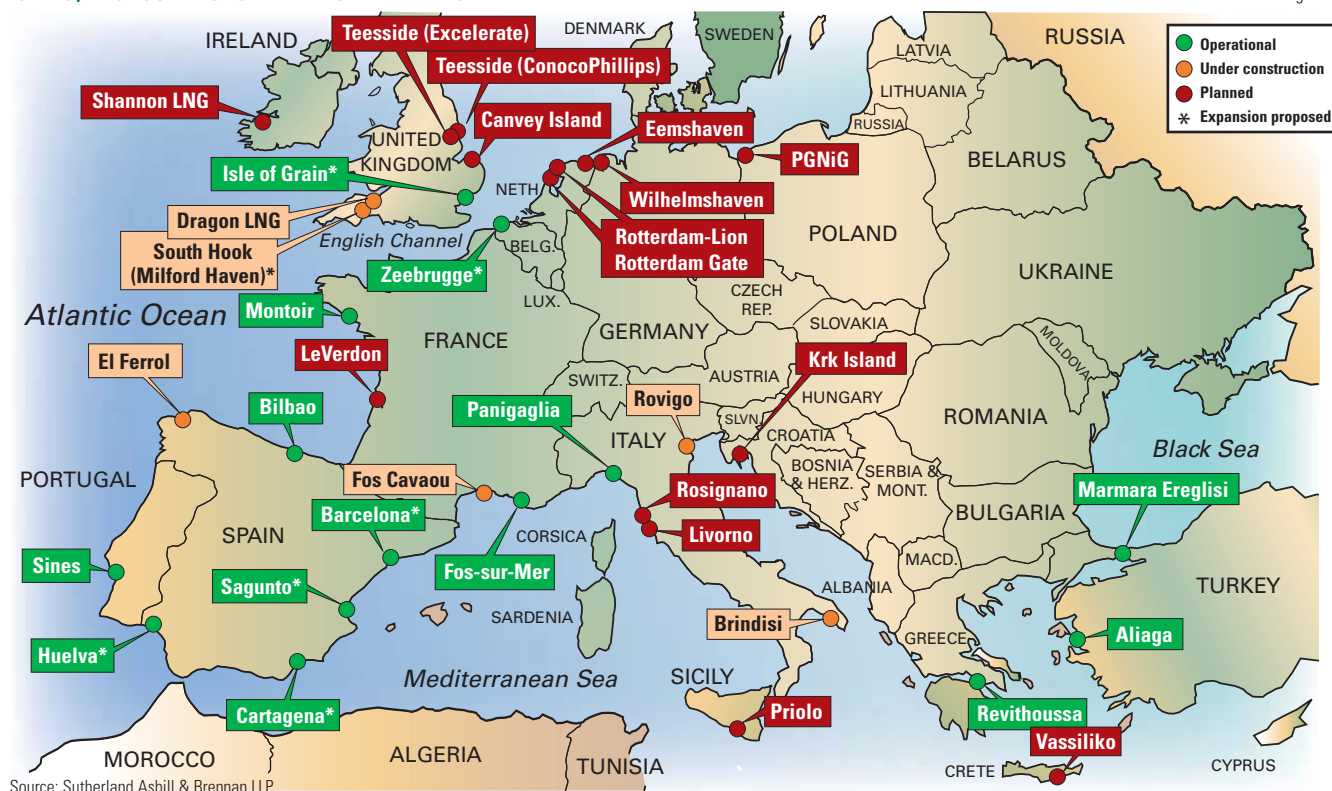 IRELAND
DENMARK
SWEDEN
LATVIA
RUSSIA
LITHUANIA
RUSSIA
Operational
Under construction
Planned
* Expansion proposed
Teesside (Excelerate)
Teesside (ConocoPhillips)
Shannon LNG
Canvey Island
Eemshaven
PGNiG
BELARUS
UNITED
KINGDOM
Isle of Grain*
NETH
Wilhelmshaven
Dragon LNG
English Channel
South Hook
(Milford Haven)*
Rotterdam-Lion
Rotterdam Gate
POLAND
BELG.
Zeebrugge*
UKRAINE
LUX.
CZECH
REP.
Atlantic Ocean
Montoir
FRANCE
GERMANY
SLOVAKIA
MOLDOVA
El Ferrol
LeVerdon
Krk Island
SWITZ.
AUSTRIA
HUNGARY
Bilbao
Panigaglia
Rovigo
ROMANIA
SLVN
ITALY
CROATIA
Black Sea
PORTUGAL
Fos Cavaou
BOSNIA
& HERZ.
SERBIA &
MONT.
Rosignano
Marmara Ereglisi
Barcelona*
BULGARIA
SPAIN
CORSICA
Livorno
Sines
Fos-sur-Mer
MACD.
Sagunto*
ALBANIA
TURKEY
SARDENIA
Brindisi
GREECE
Aliaga
Huelva*
Mediterranean Sea
SICILY
Cartagena*
Priolo
Revithoussa
Vassiliko
MOROCCO
ALGERIA
TUNISIA
CRETE
CYPRUS
Source: Sutherland Asbill & Brennan LLP